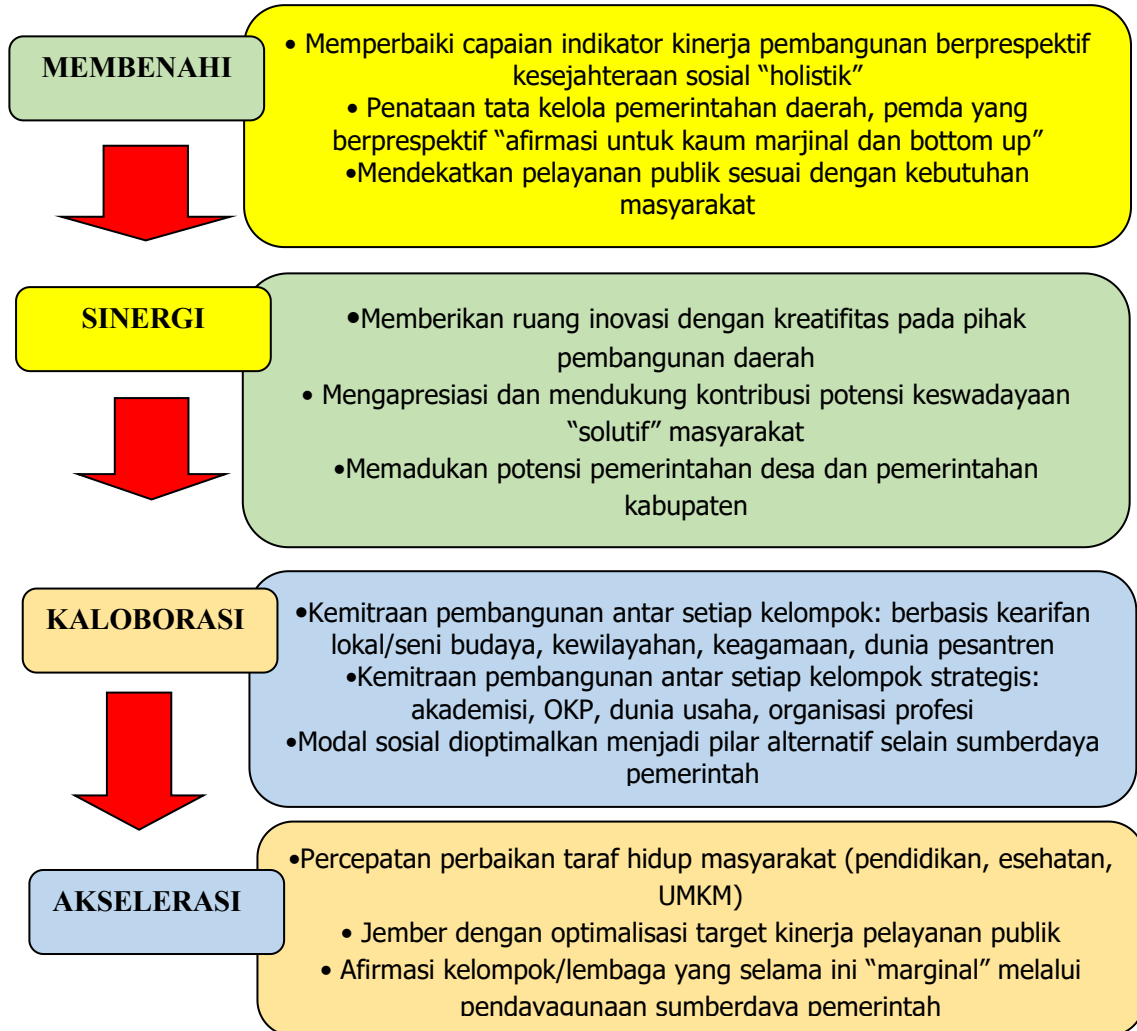 MEMBENAHI
• Memperbaiki capaian indikator kinerja pembangunan berprespektif
kesejahteraan sosial “holistik”
• Penataan tata kelola pemerintahan daerah, pemda yang
berprespektif “afirmasi untuk kaum marjinal dan bottom up”
•Mendekatkan pelayanan publik sesuai dengan kebutuhan
masyarakat
SINERGI
•Memberikan ruang inovasi dengan kreatifitas pada pihak
pembangunan daerah
• Mengapresiasi dan mendukung kontribusi potensi keswadayaan
“solutif” masyarakat
•Memadukan potensi pemerintahan desa dan pemerintahan
kabupaten
KALOBORASI
•Kemitraan pembangunan antar setiap kelompok: berbasis kearifan
lokal/seni budaya, kewilayahan, keagamaan, dunia pesantren
•Kemitraan pembangunan antar setiap kelompok strategis:
akademisi, OKP, dunia usaha, organisasi profesi
•Modal sosial dioptimalkan menjadi pilar alternatif selain sumberdaya
pemerintah
AKSELERASI
•Percepatan perbaikan taraf hidup masyarakat (pendidikan, esehatan,
UMKM)
• Jember dengan optimalisasi target kinerja pelayanan publik
• Afirmasi kelompok/lembaga yang selama ini “marginal” melalui
pendayagunaan sumberdaya pemerintah